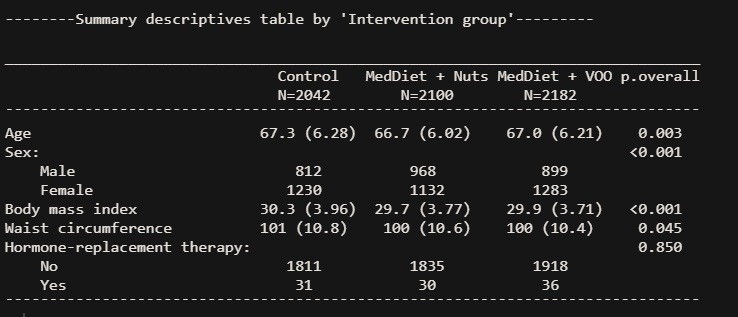 --------Summary descriptives table by 'Intervention group'---------
Control MedDiet + Nuts MedDiet + VOO p.overall
N=2042 N=2100 N=2182
Age 67.3 (6.28) 66.7 (6.02) 67.0 (6.21) 0.003
Sex: <0.001
Male 812 968 899
Female 1230 1132 1283
Body mass index 30.3 (3.96) 29.7 (3.77) 29.9 (3.71) <0.001
Waist circumference 101 (10.8) 100 (10.6) 100 (10.4) 0.045
Hormone-replacement therapy: 0.850
No 1811 1835 1918
Yes 31 30 36